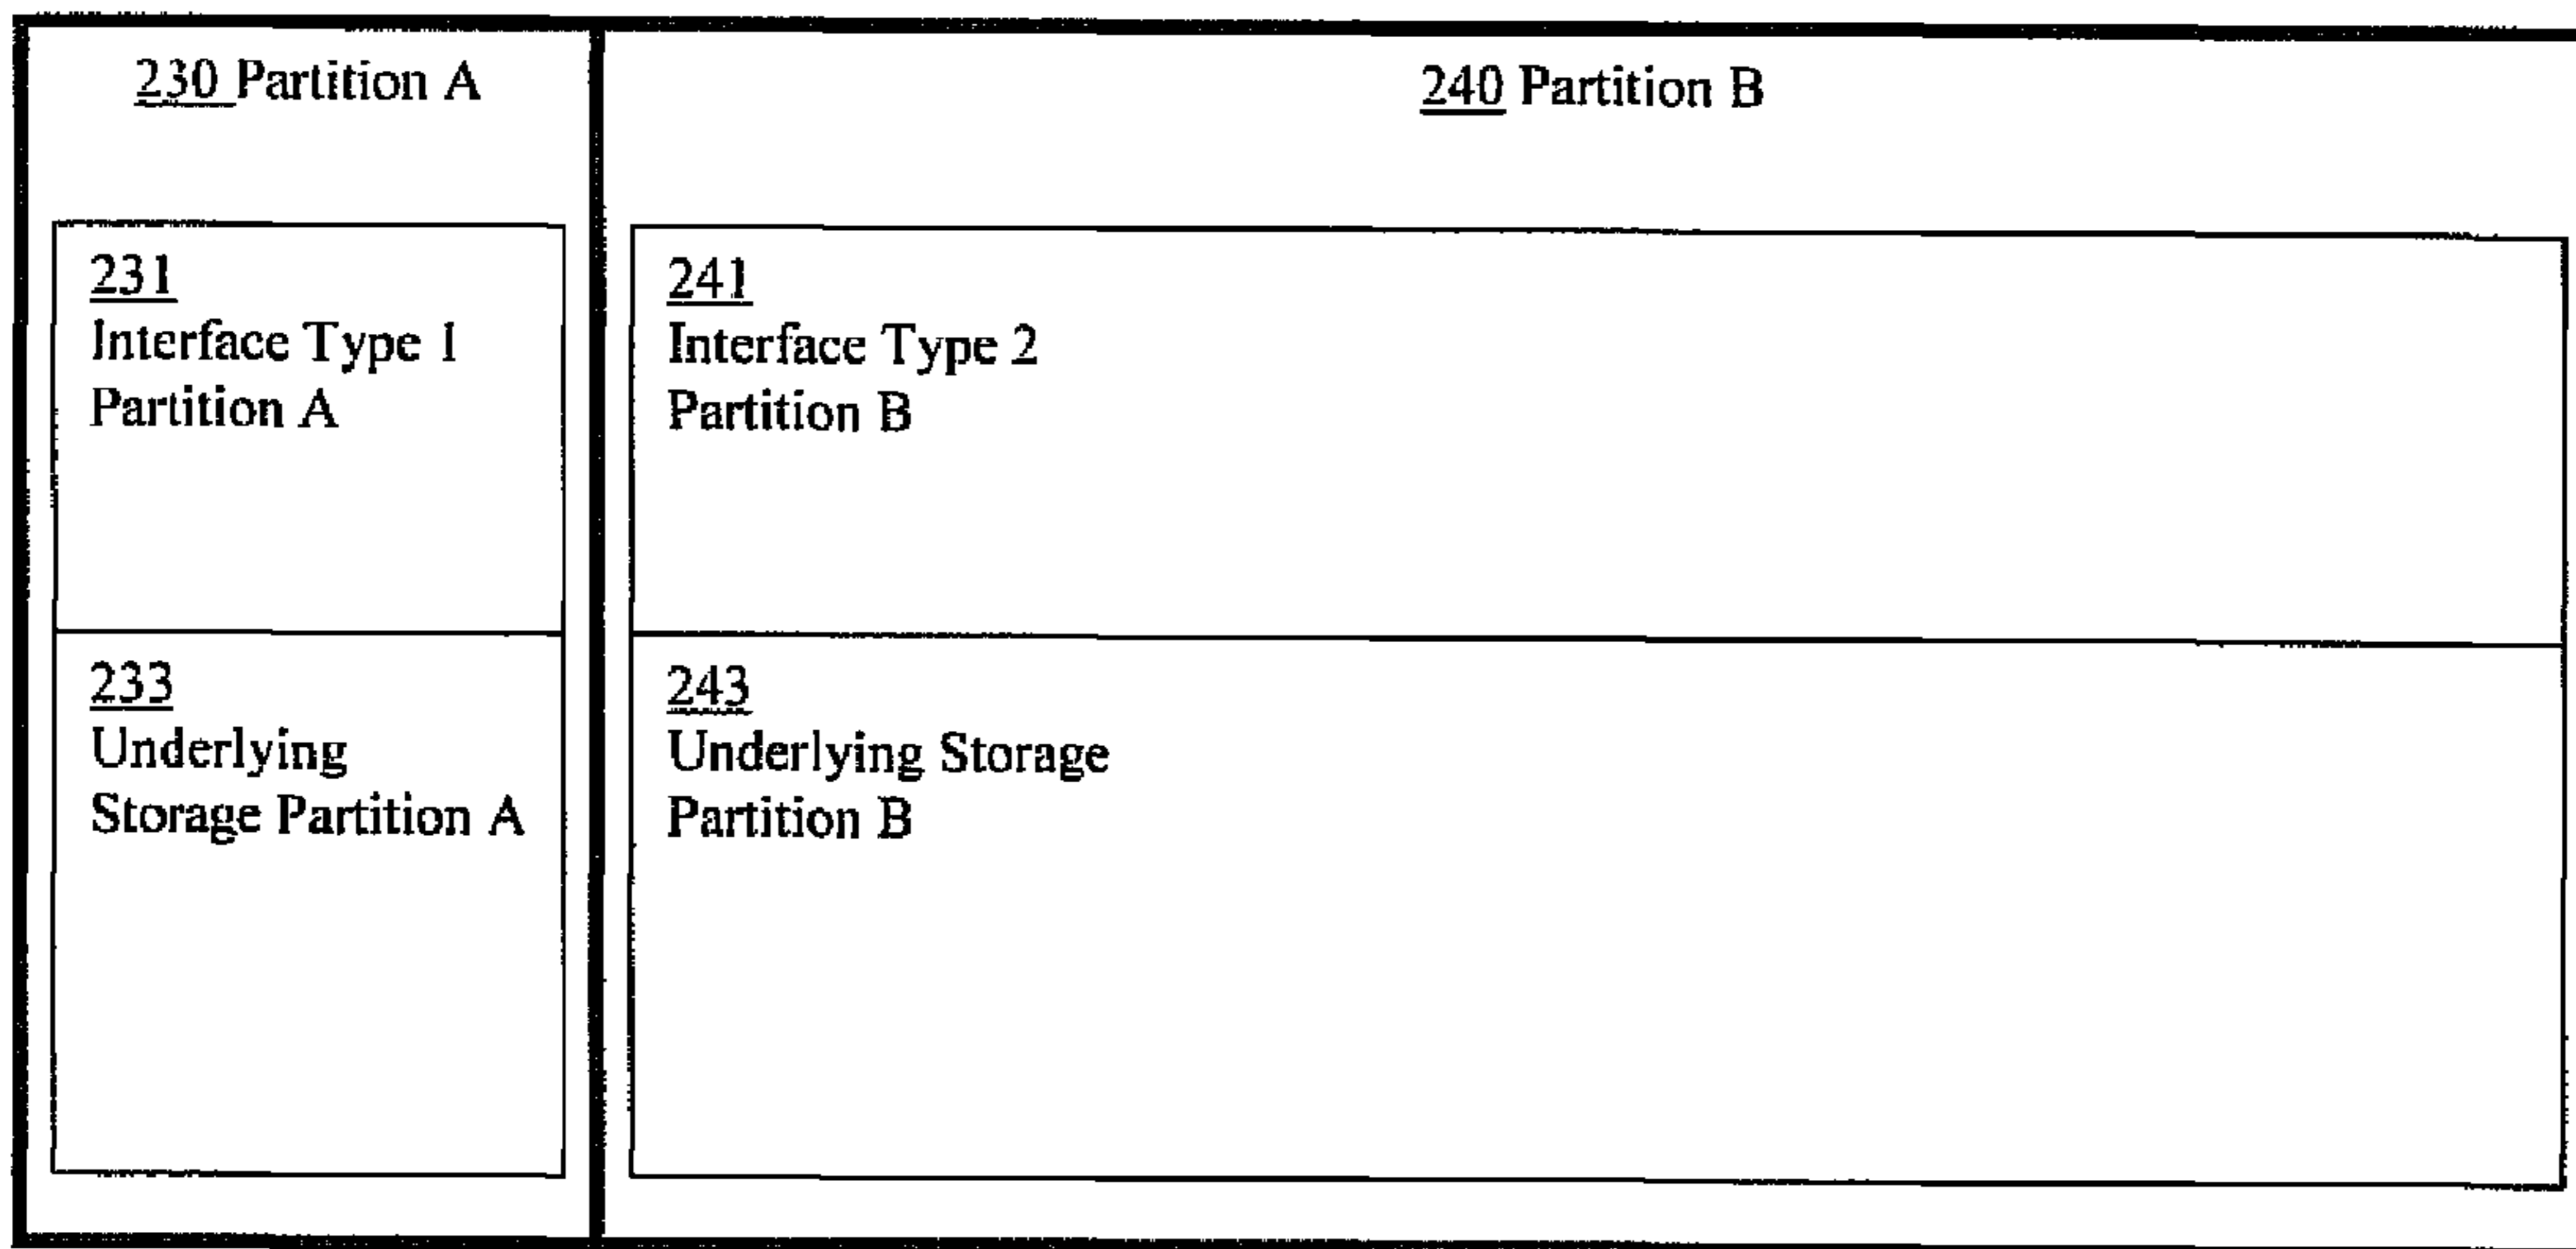 230 Partition A
240 Partition B
231
Interface Type 1
Partition A
241
Interface Type 2
Partition B
233
Underlying
Storage Partition A
243
Underlying Storage
Partition B